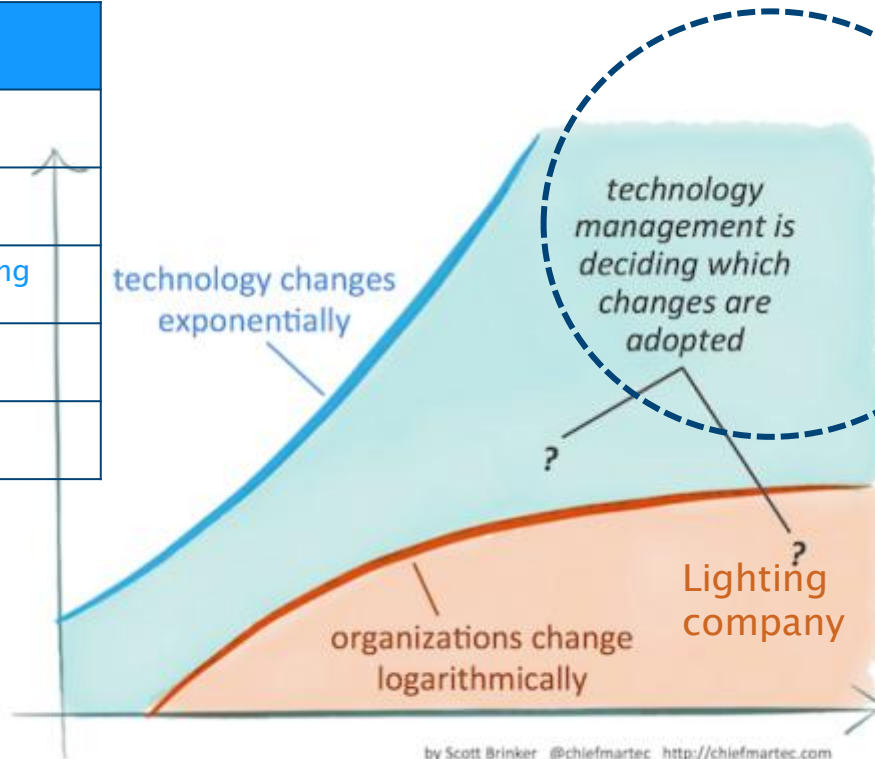 ng
technology changes
exponentially
technology
management is
deciding which
changes are
adopted
?
?
Lighting
company
organizations change
logarithmically
by Scott Brinker @chiefmartec http://chiefmartec.com